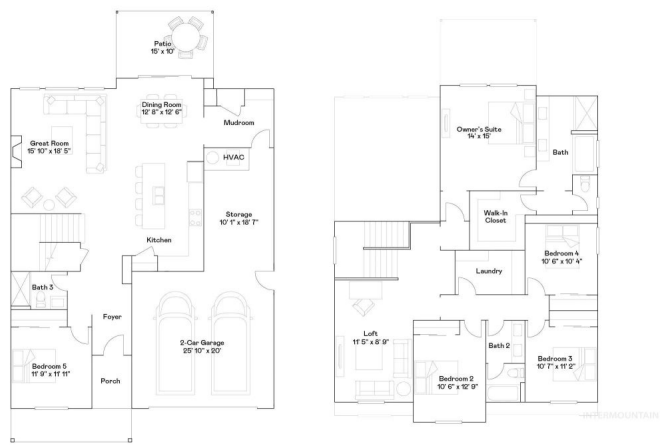 Patio
15' x 10'
Dining Room
12' 8" x 12' 6"
Mudroom
Great Room
15' 10" x 18' 5"
HVAC
Storage
10' 1" x 18' 7"
Kitchen
Bath 3
Foyer
2-Car Garage
25' 10" x 20'
Bedroom 5
11' 9" x 11' 11"
Porch
Owner's Suite
14' x 15'
Bath
Walk-In
Closet
Bedroom 4
10' 6" x 10' 4"
Laundry
Loft
11' 5" x 8' 9"
Bath 2
Bedroom 3
10' 7" x 11' 2"
Bedroom 2
10' 6" x 12' 9"
INTERMOUNTAIN